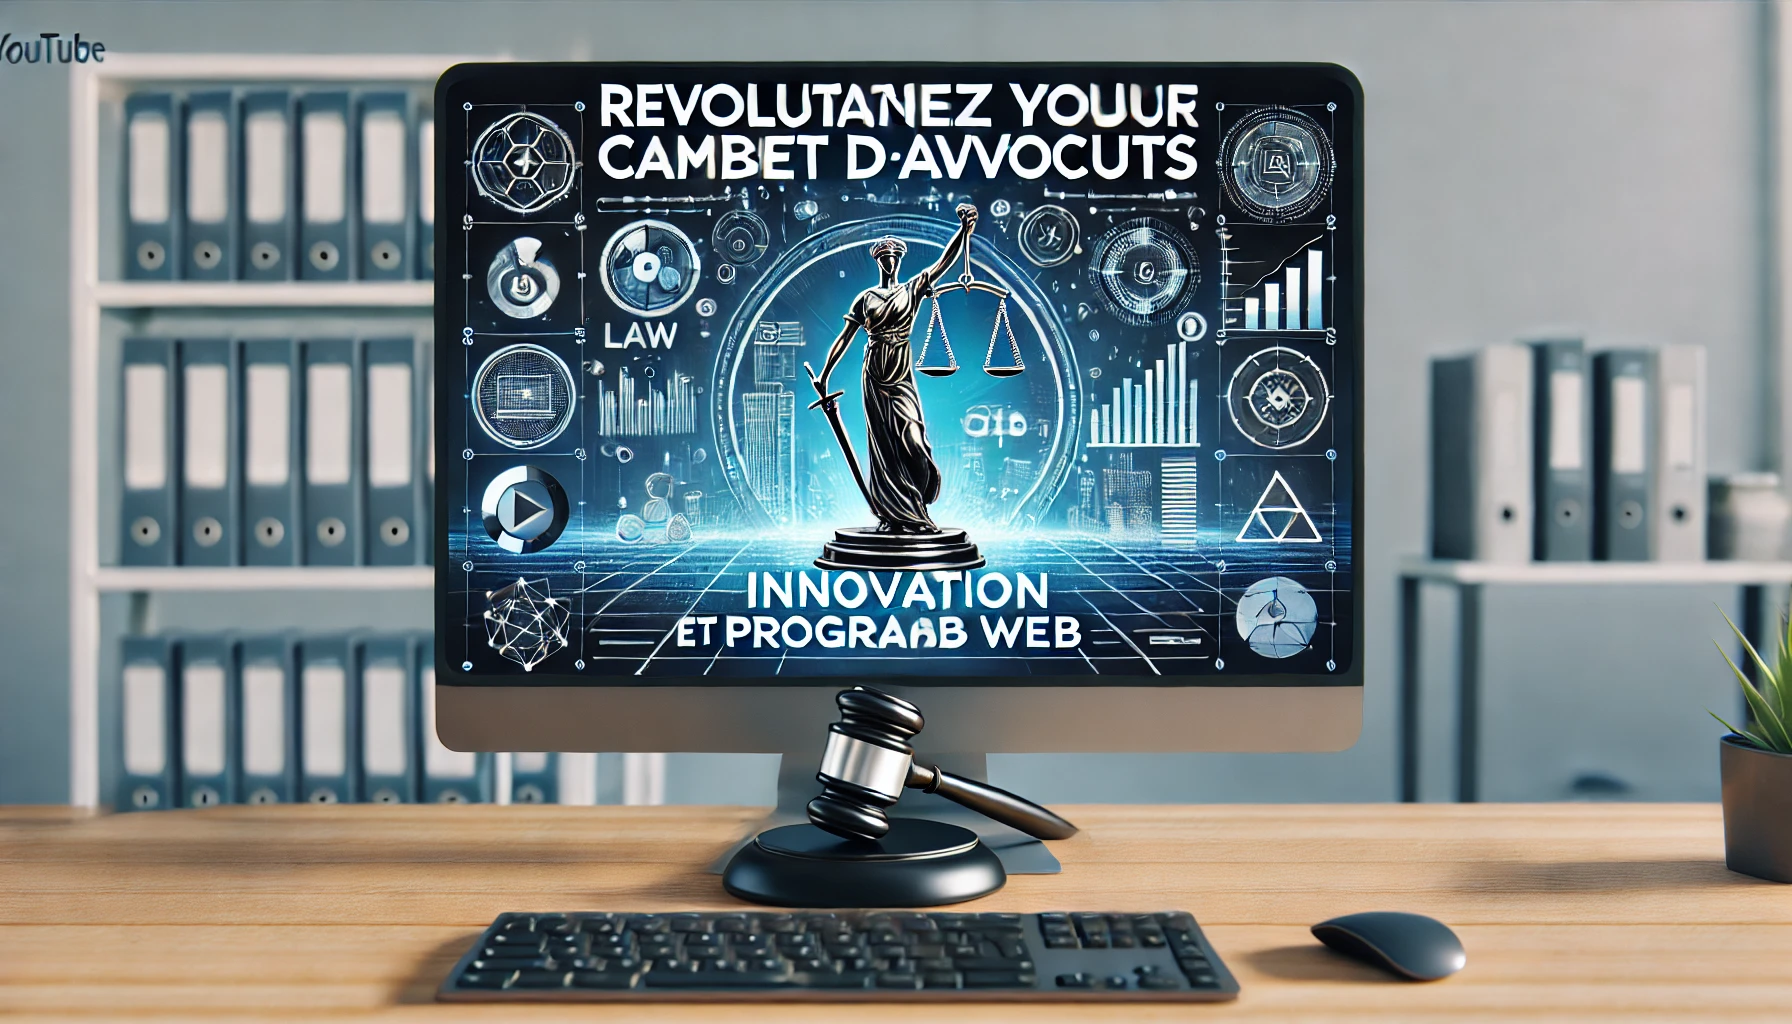 YouTube
REVOLUTANEZ YOUUR
CAMBET D·AVVOCUTS
LAW
INNOVATION
ET PROGRAAB WEB